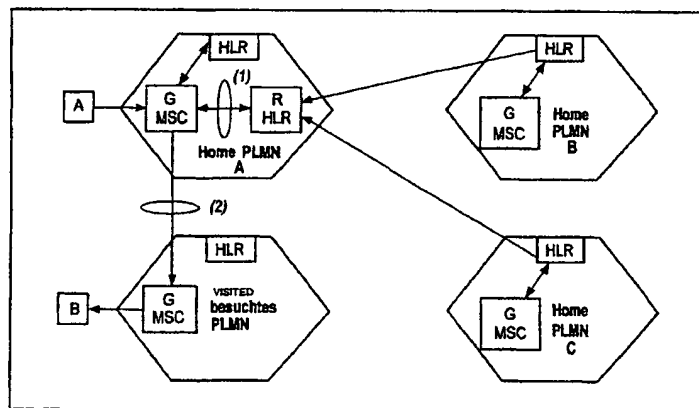 HLR
(1)
A
G
MSC
R
HLR
Home PLMN
A
HLR
G
MSC
Home
PLMN
B
(2)
HLR
B
G
MSC
VISITED
besuchtes
PLMN
HLR
G
MSC
Home
PLMN
C